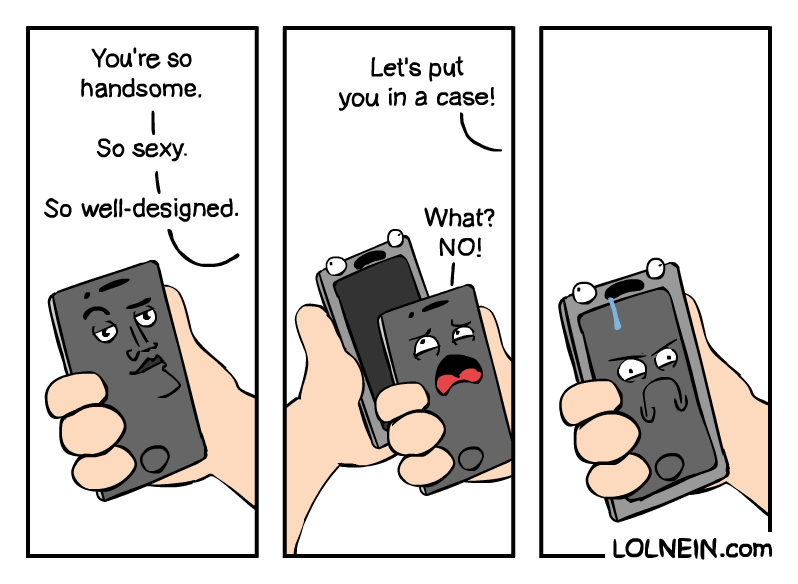 You're so
handsome.
So sexy.
So well-designed.
Let's put
you in a case!
What?
NO!
LOLNEIN.com